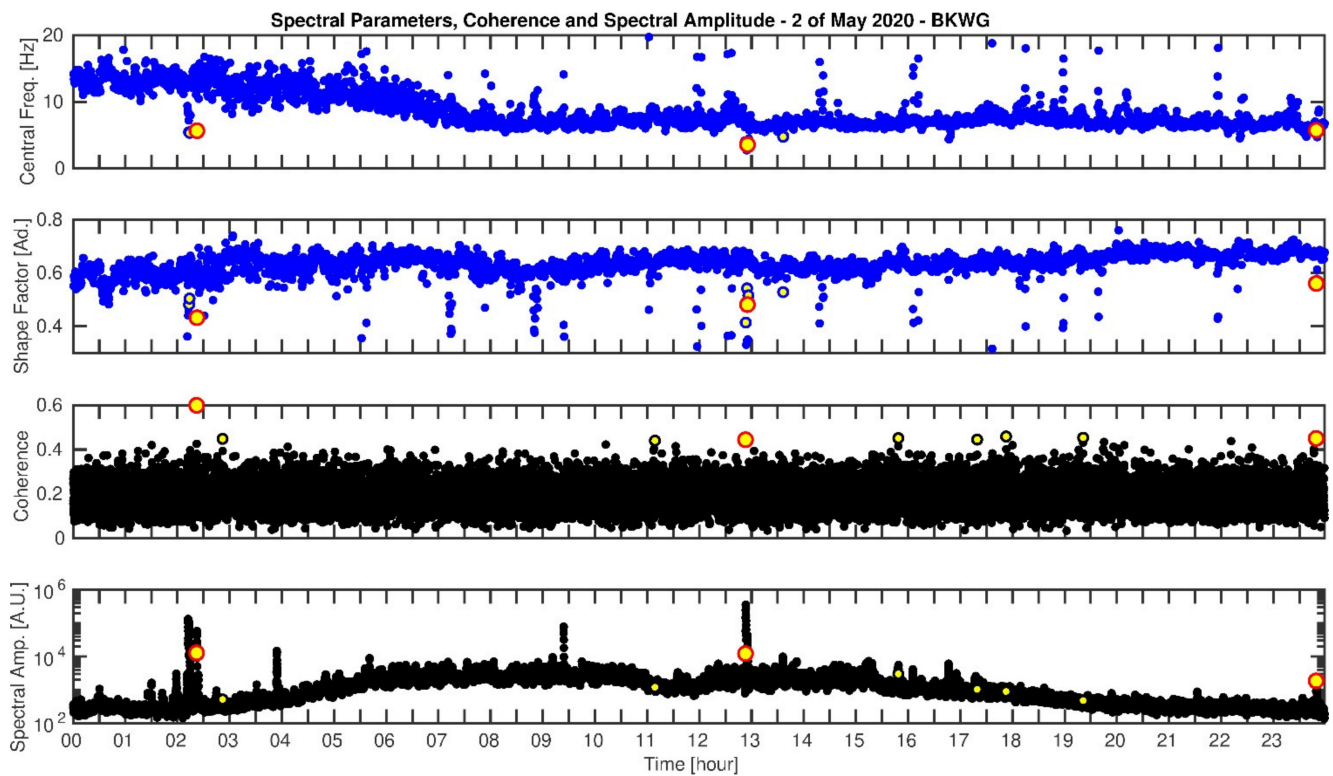 Spectral Parameters, Coherence and Spectral Amplitude - 2 of May 2020 - BKWG
Central Freq. [Hz]
20
10
0
Shape Factor [Ad.]
0.8
0.6
0.4
Coherence
0.6
0.4
0.2
0
Spectral Amp. [A.U.]
10^6
10^4
10^2
00 01 02 03 04 05 06 07 08 09 10 11 12 13 14 15 16 17 18 19 20 21 22 23
Time [hour]